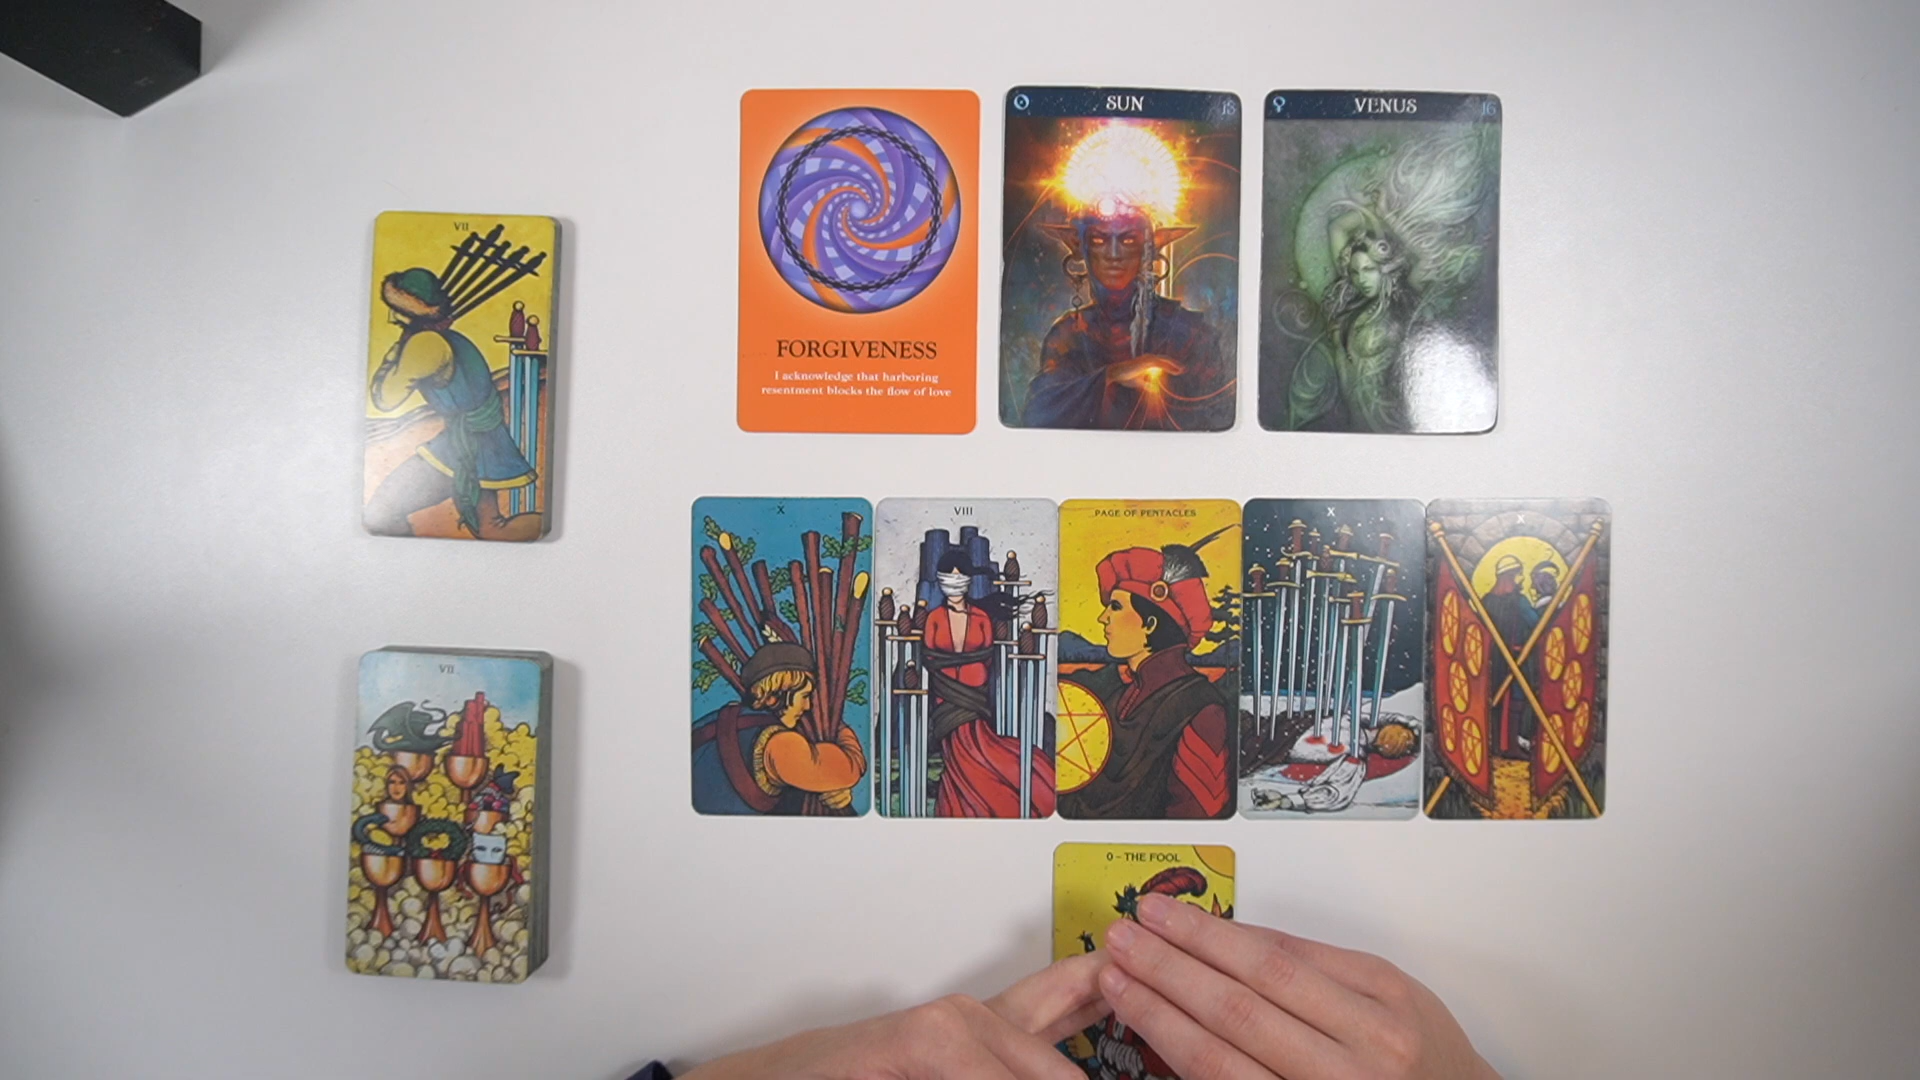 FORGIVENESS
I acknowledge that harboring
resentment blocks the flow of love
SUN
18
VENUS
16
VII
X
VIII
PAGE OF PENTACLES
X
X
VII
0 - THE FOOL